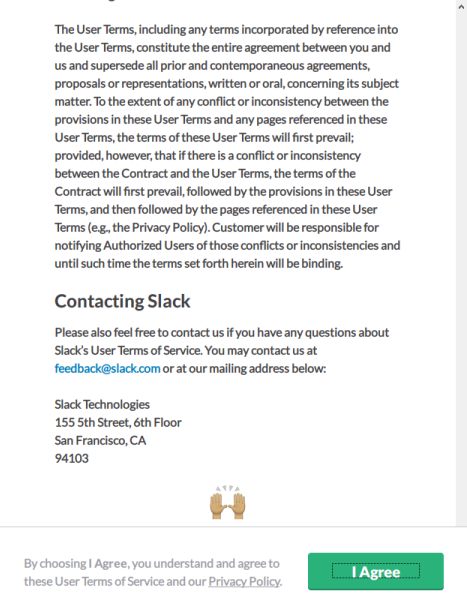 The User Terms, including any terms incorporated by reference into
the User Terms, constitute the entire agreement between you and
us and supersede all prior and contemporaneous agreements,
proposals or representations, written or oral, concerning its subject
matter. To the extent of any conflict or inconsistency between the
provisions in these User Terms and any pages referenced in these
User Terms, the terms of these User Terms will first prevail;
provided, however, that if there is a conflict or inconsistency
between the Contract and the User Terms, the terms of the
Contract will first prevail, followed by the provisions in these User
Terms, and then followed by the pages referenced in these User
Terms (e.g., the Privacy Policy). Customer will be responsible for
notifying Authorized Users of those conflicts or inconsistencies and
until such time the terms set forth herein will be binding.
Contacting Slack
Please also feel free to contact us if you have any questions about
Slack's User Terms of Service. You may contact us at
feedback@slack.com or at our mailing address below:
Slack Technologies
155 5th Street, 6th Floor
San Francisco, CA
94103
By choosing I Agree, you understand and agree to
these User Terms of Service and our Privacy Policy.
I Agree